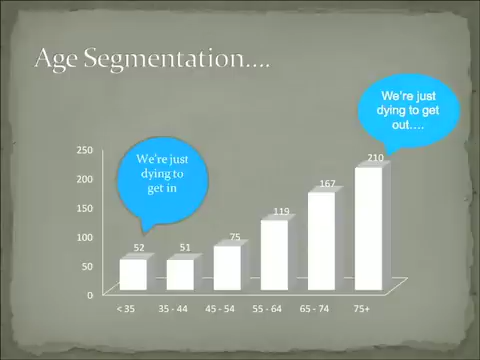 Age Segmentation....
We're just
dying to get
out....
We're just
dying to
get in
250
200
150
100
50
0
52
51
75
119
167
210
< 35
35 - 44
45 - 54
55 - 64
65 - 74
75+